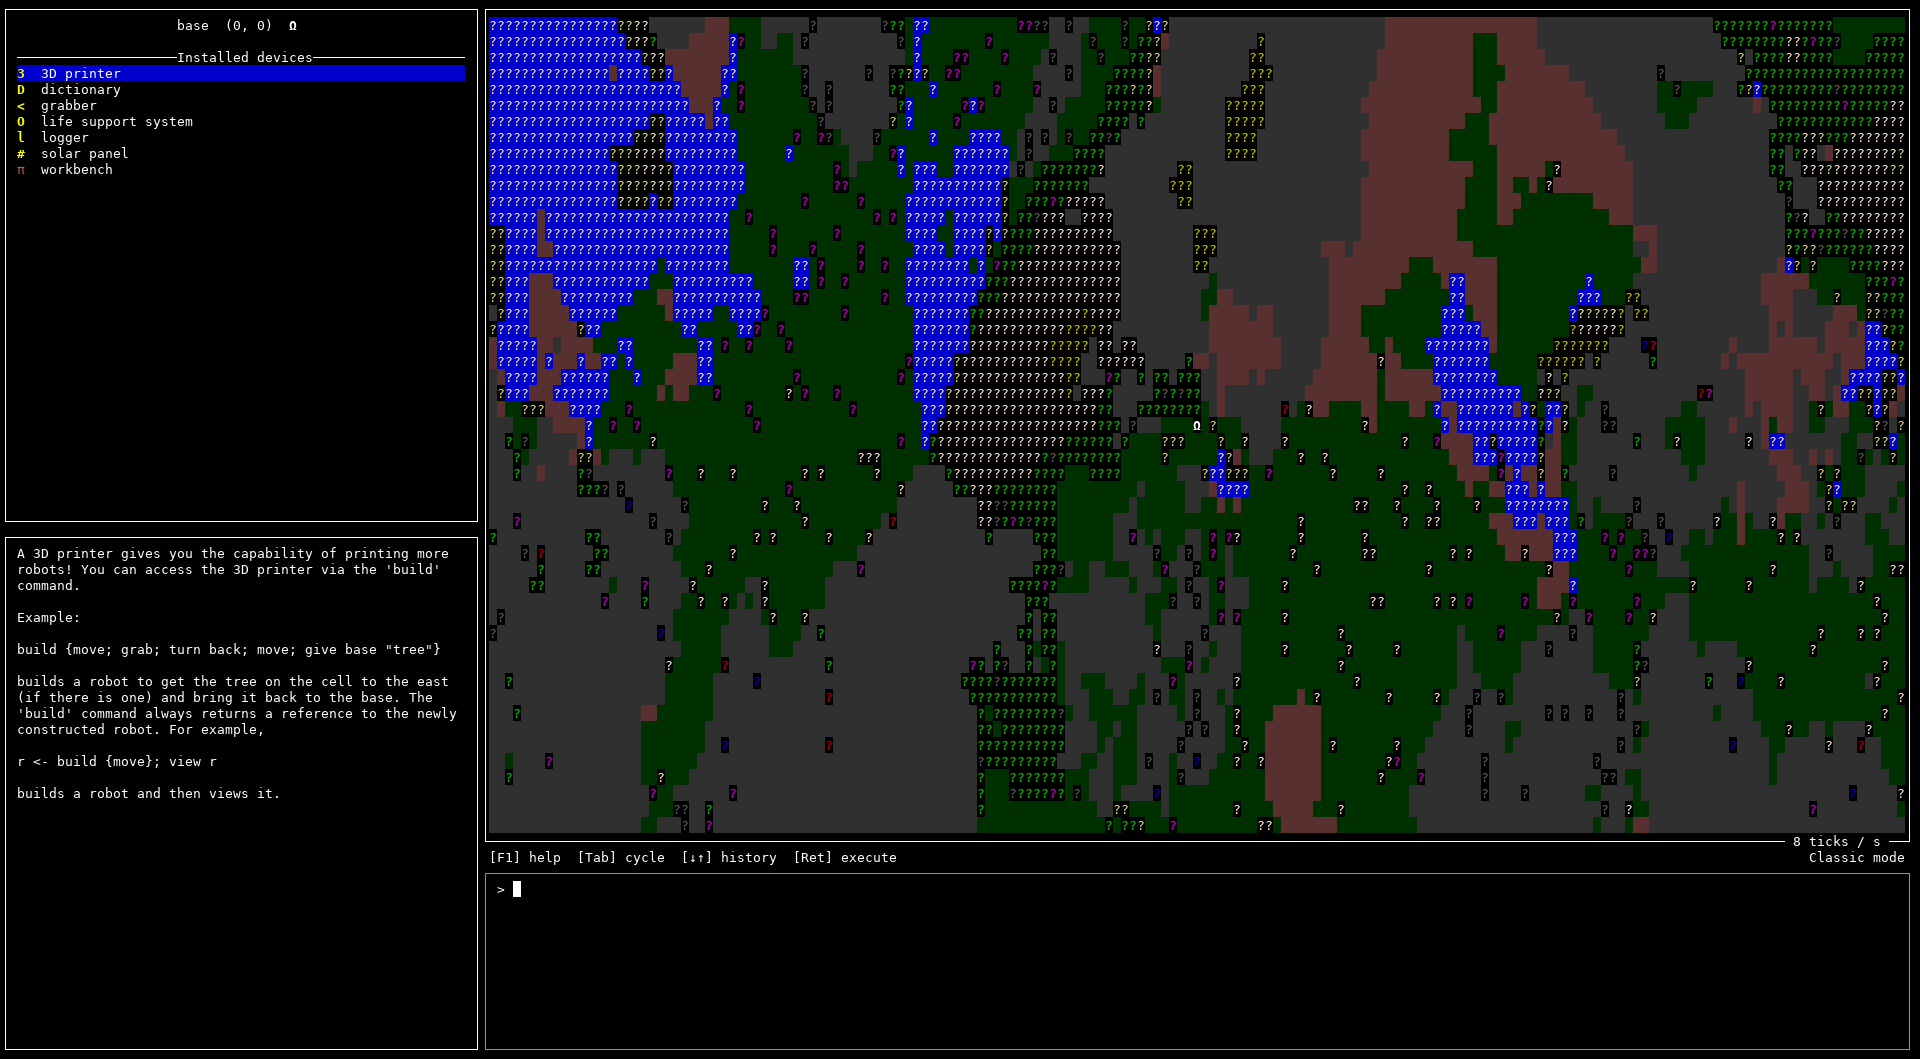 base  (0, 0)  Ω
Installed devices
3  3D printer
D  dictionary
<  grabber
O  life support system
l  logger
#  solar panel
π  workbench
A 3D printer gives you the capability of printing more
robots! You can access the 3D printer via the 'build'
command.
Example:
build {move; grab; turn back; move; give base "tree"}
builds a robot to get the tree on the cell to the east
(if there is one) and bring it back to the base. The
'build' command always returns a reference to the newly
constructed robot. For example,
r <- build {move}; view r
builds a robot and then views it.
Ω
8 ticks / s
[F1] help  [Tab] cycle  [↓↑] history  [Ret] execute
Classic mode
>